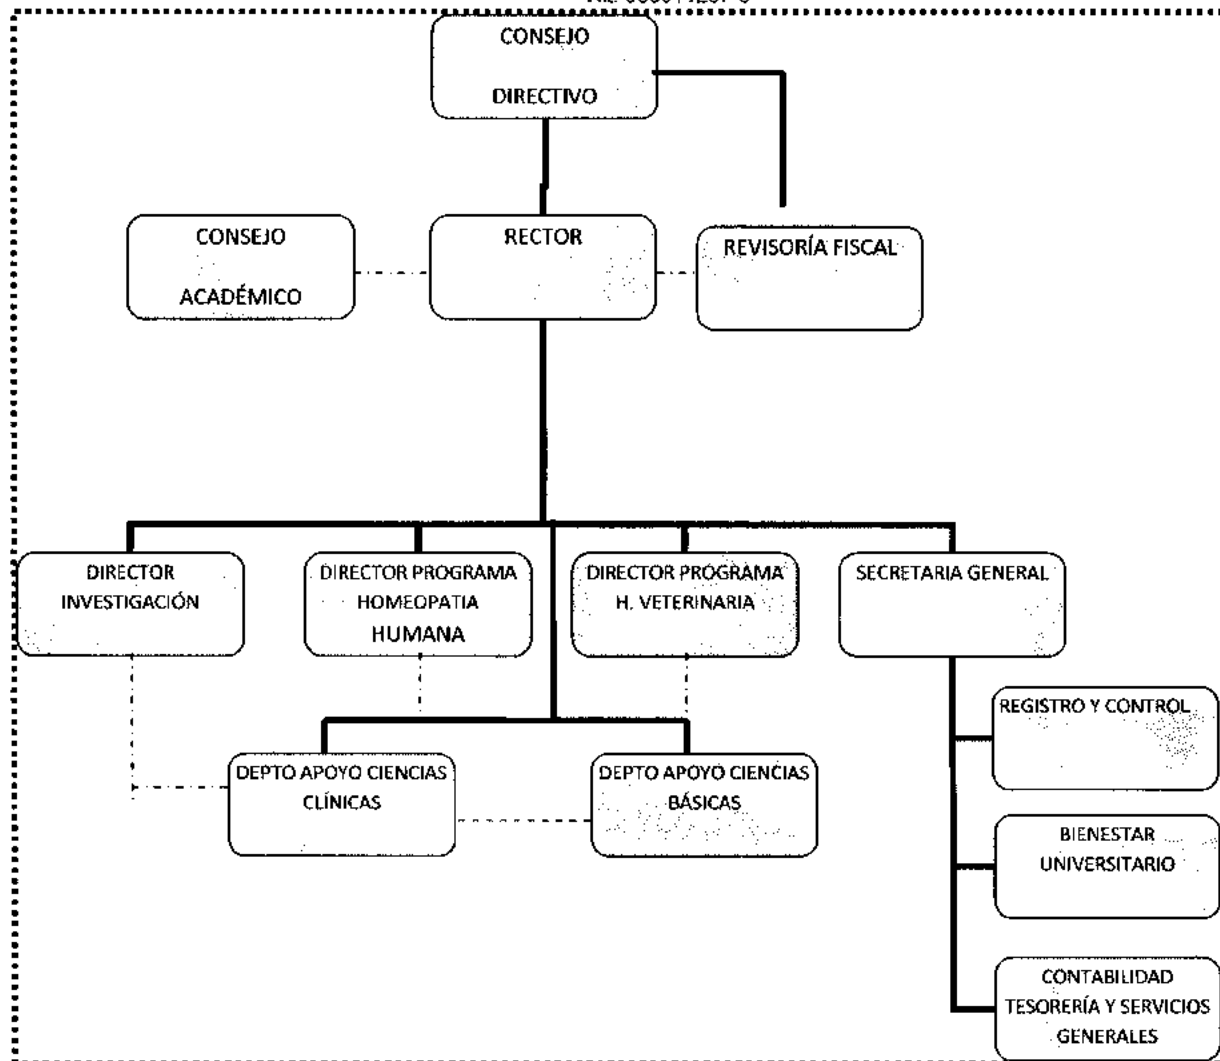 CONSEJO
DIRECTIVO
CONSEJO
ACADÉMICO
RECTOR
REVISORÍA FISCAL
DIRECTOR
INVESTIGACIÓN
DIRECTOR PROGRAMA
HOMEOPATIA
HUMANA
DIRECTOR PROGRAMA
H. VETERINARIA
SECRETARIA GENERAL
REGISTRO Y CONTROL
DEPTO APOYO CIENCIAS
CLÍNICAS
DEPTO APOYO CIENCIAS
BÁSICAS
BIENESTAR
UNIVERSITARIO
CONTABILIDAD
TESORERÍA Y SERVICIOS
GENERALES